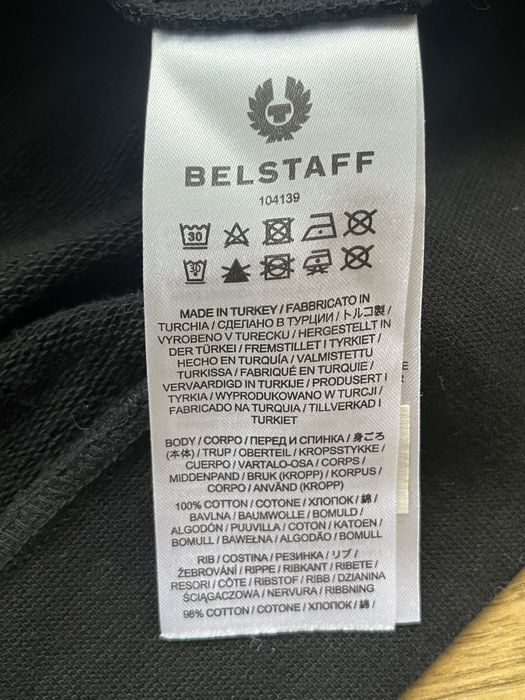 BELSTAFF
104139
30
30
MADE IN TURKEY / FABBRICATO IN
TURCHIA / СДЕЛАНО В ТУРЦИИ / トルコ製 /
VYROBENO V TURECKU / HERGESTELLT IN
DER TÜRKEI / FREMSTILLET I TYRKIET /
HECHO EN TURQUÍA / VALMISTETTU
TURKISSA / FABRIQUÉ EN TURQUIE /
VERVAARDIGD IN TURKIJE / PRODUSERT I
TYRKIA / WYPRODUKOWANO W TURCJI /
FABRICADO NA TURQUIA / TILLVERKAD I
TURKIET
BODY / CORPO / ПЕРЕД И СПИНКА / 身ごろ
(本体) / TRUP / OBERTEIL / KROPSSTYKKE /
CUERPO / VARTALO-OSA / CORPS /
MIDDENPAND / BRUK (KROPP) / KORPUS /
CORPO / ANVÄND (KROPP)
100% COTTON / COTONE / ХЛОПОК / 綿 /
BAVLNA / BAUMWOLLE / BOMULD /
ALGODÓN / PUUVILLA / COTON / KATOEN /
BOMULL / BAWEŁNA / ALGODÃO / BOMULL
RIB / COSTINA / РЕЗИНКА / リブ /
ŽEBROVÁNÍ / RIPPE / RIBKANT / RIBETE /
RESORI / CÔTE / RIBSTOF / RIBB / DZIANINA
ŚCIĄGACZOWA / NERVURA / RIBBNING
98% COTTON / COTONE / ХЛОПОК / 綿 /